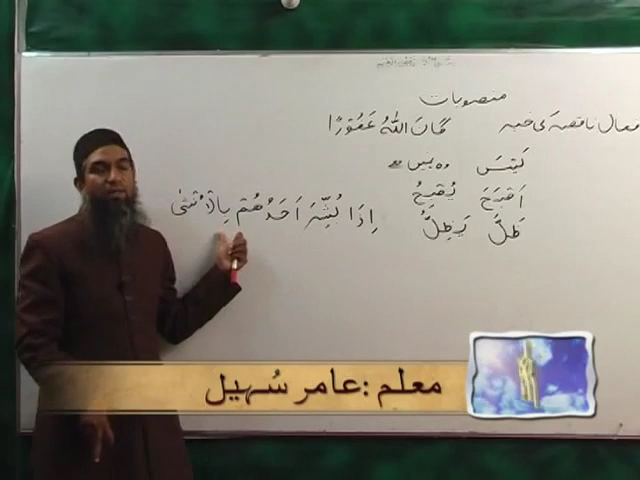 منصوبات
افعال ناقصہ کی خبر كَانَ اللّٰهُ غَفُوْرًا
لَيْسَ وہ نہیں ہے
اَصْبَحَ يُصْبِحُ
ظَلَّ يَظِلُّ اِذَا بُشِّرَ اَحَدُهُمْ بِالْاُنْثٰى
معلم :عامر سُہیل